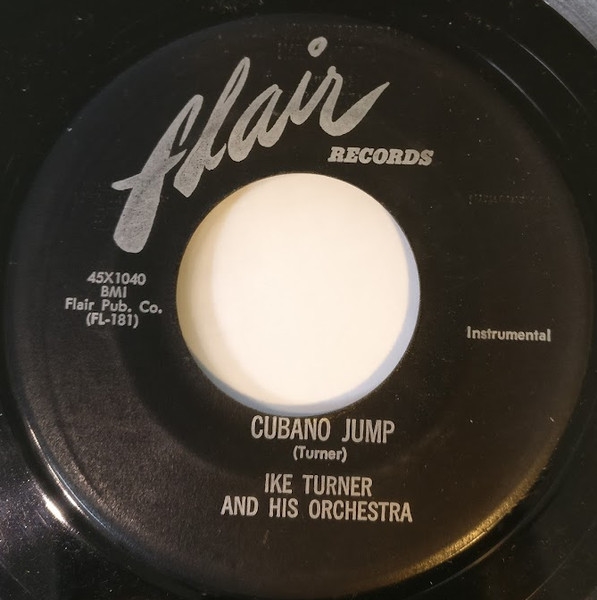 Flair
RECORDS
45X1040
BMI
Flair Pub. Co.
(FL-181)
Instrumental
CUBANO JUMP
(Turner)
IKE TURNER
AND HIS ORCHESTRA